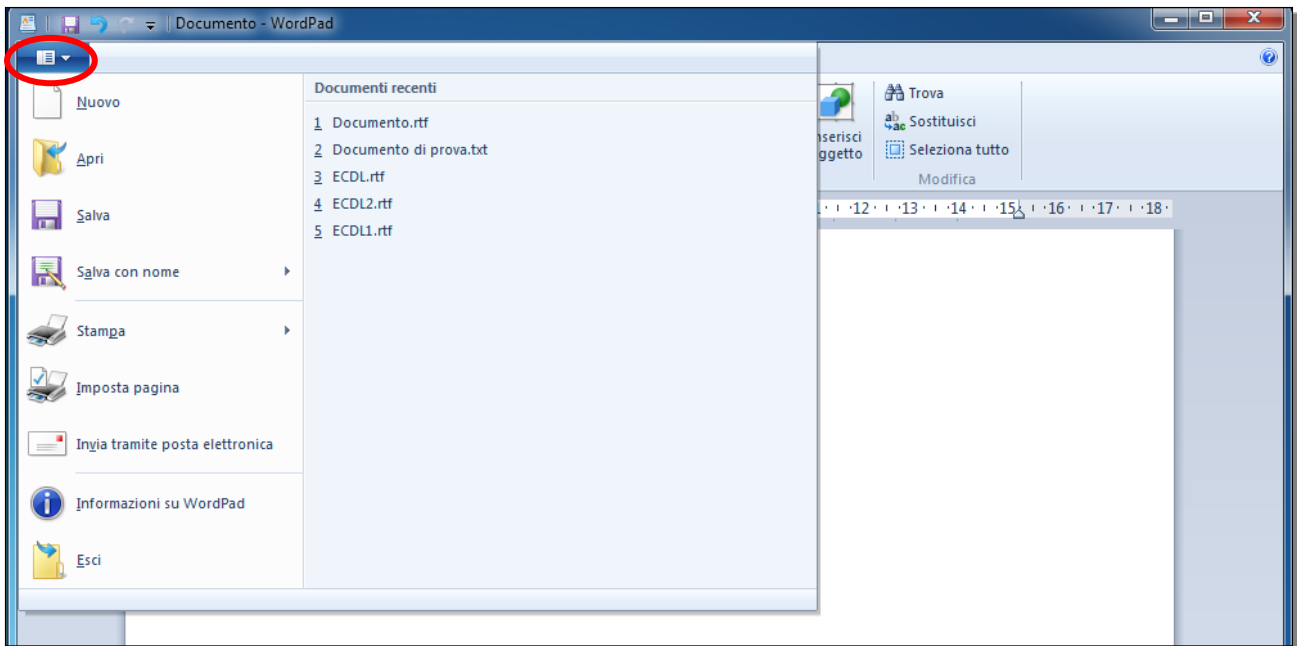 Documento - WordPad
Nuovo
Apri
Salva
Salva con nome
Stampa
Imposta pagina
Invia tramite posta elettronica
Informazioni su WordPad
Esci
Documenti recenti
1 Documento.rtf
2 Documento di prova.txt
3 ECDL.rtf
4 ECDL2.rtf
5 ECDL1.rtf
nserisci
ggetto
Trova
Sostituisci
Seleziona tutto
Modifica
12 13 14 15 16 17 18